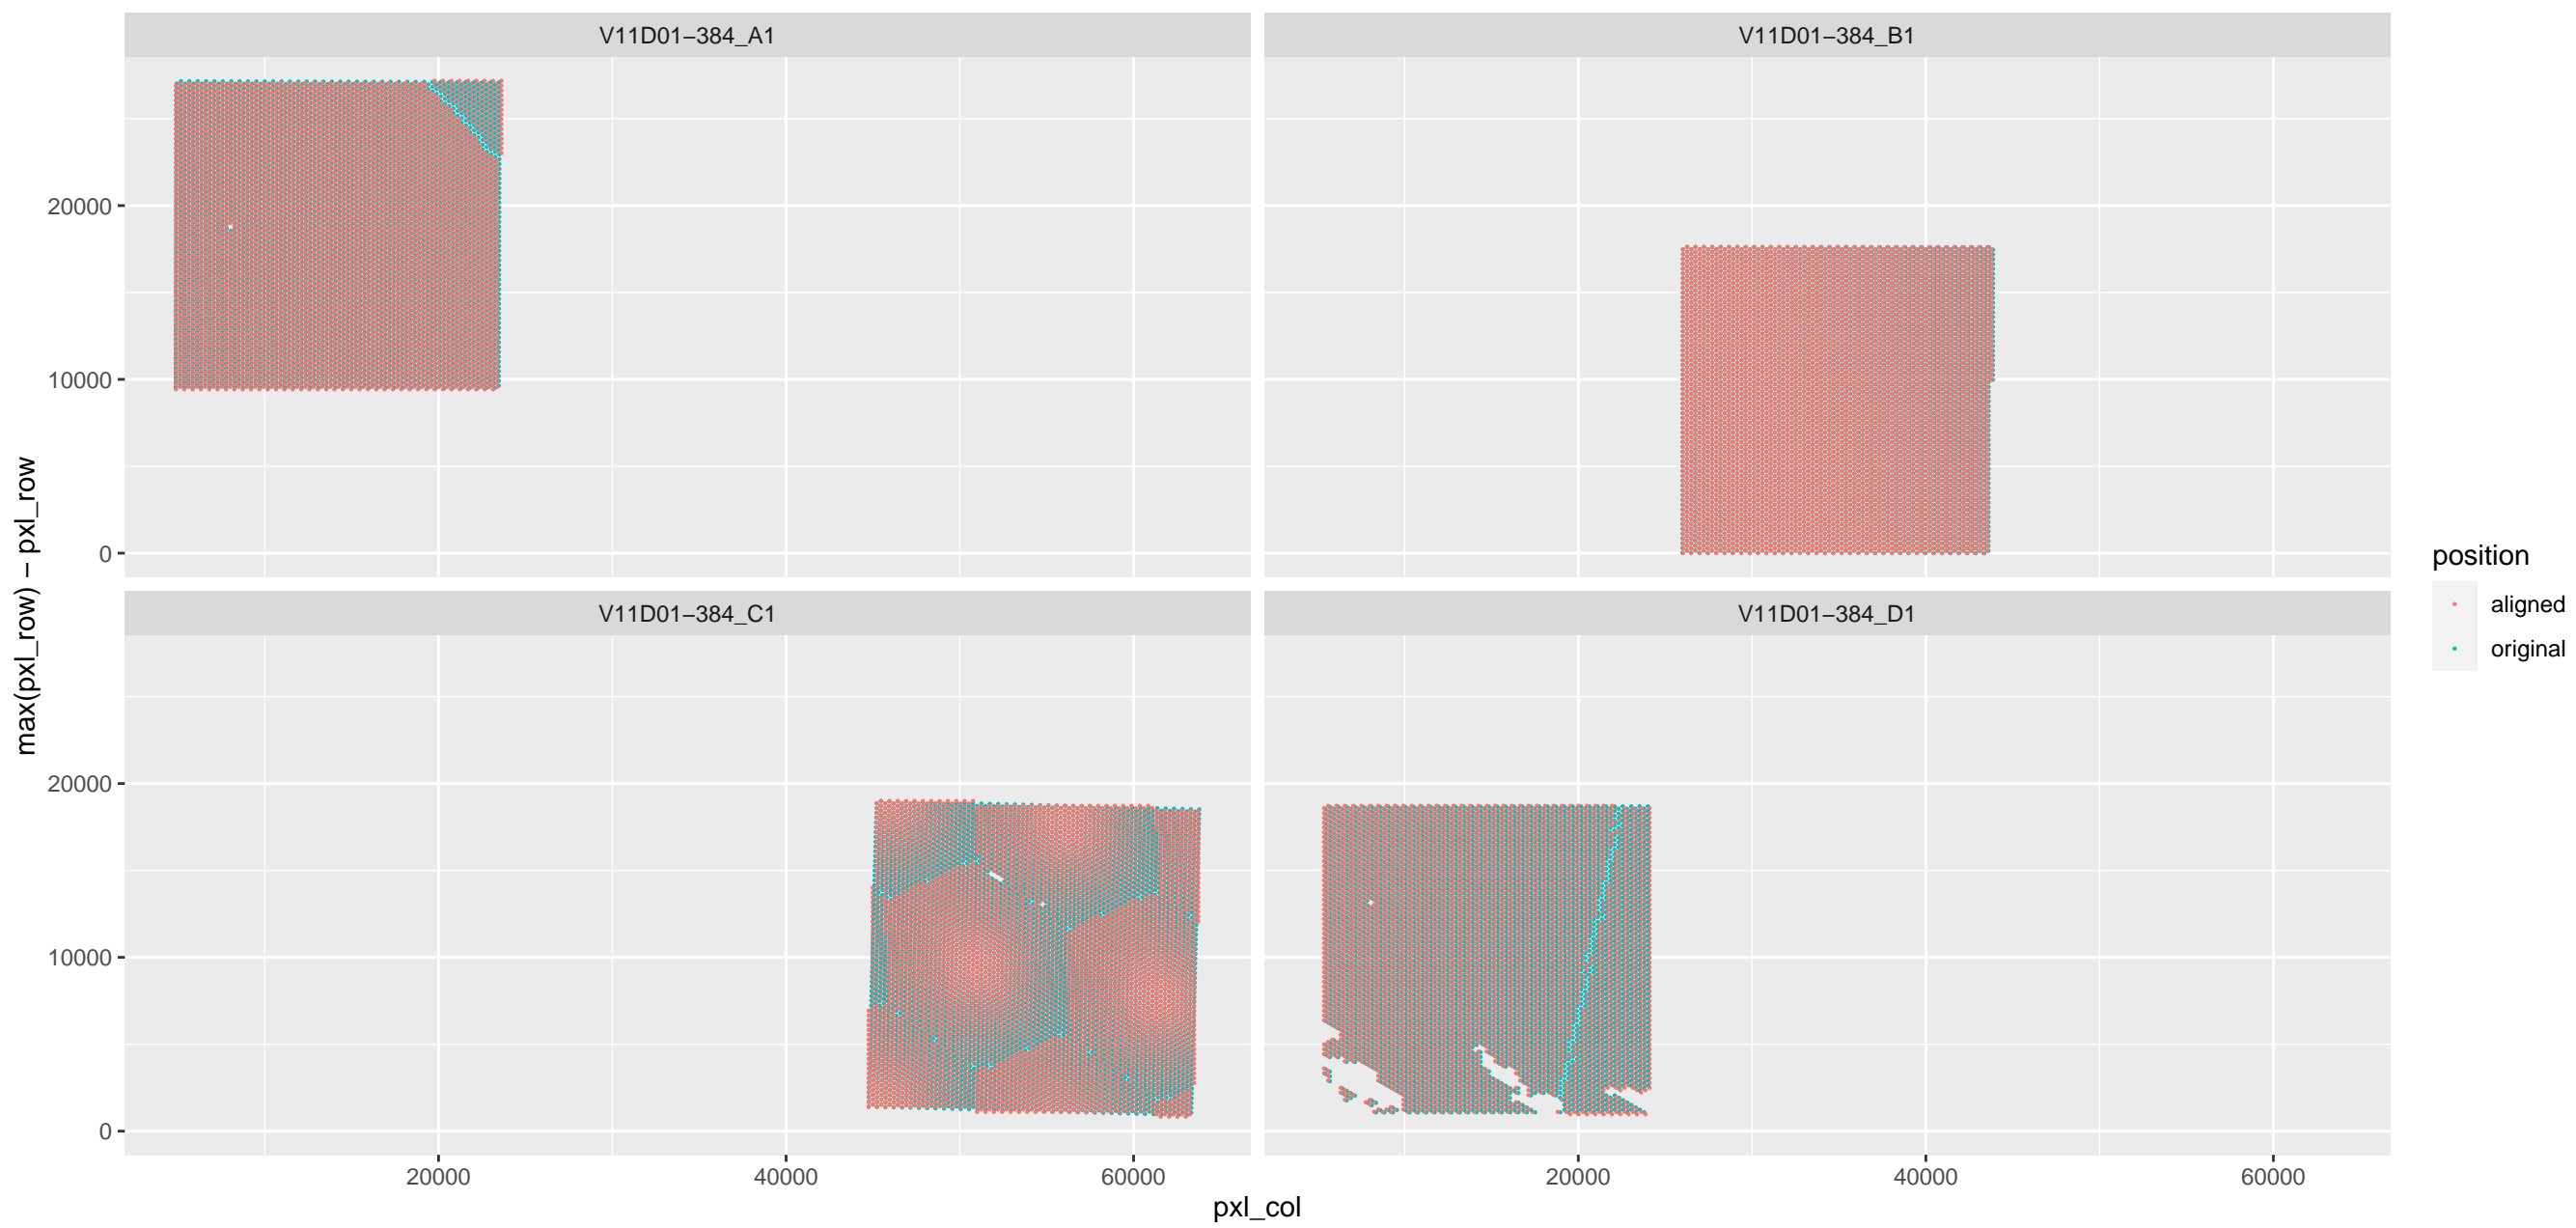 V11D01−384_A1
V11D01−384_B1
20000
10000
0
V11D01−384_C1
V11D01−384_D1
20000
10000
0
20000
40000
60000
20000
40000
60000
pxl_col
max(pxl_row) − pxl_row
position
aligned
original